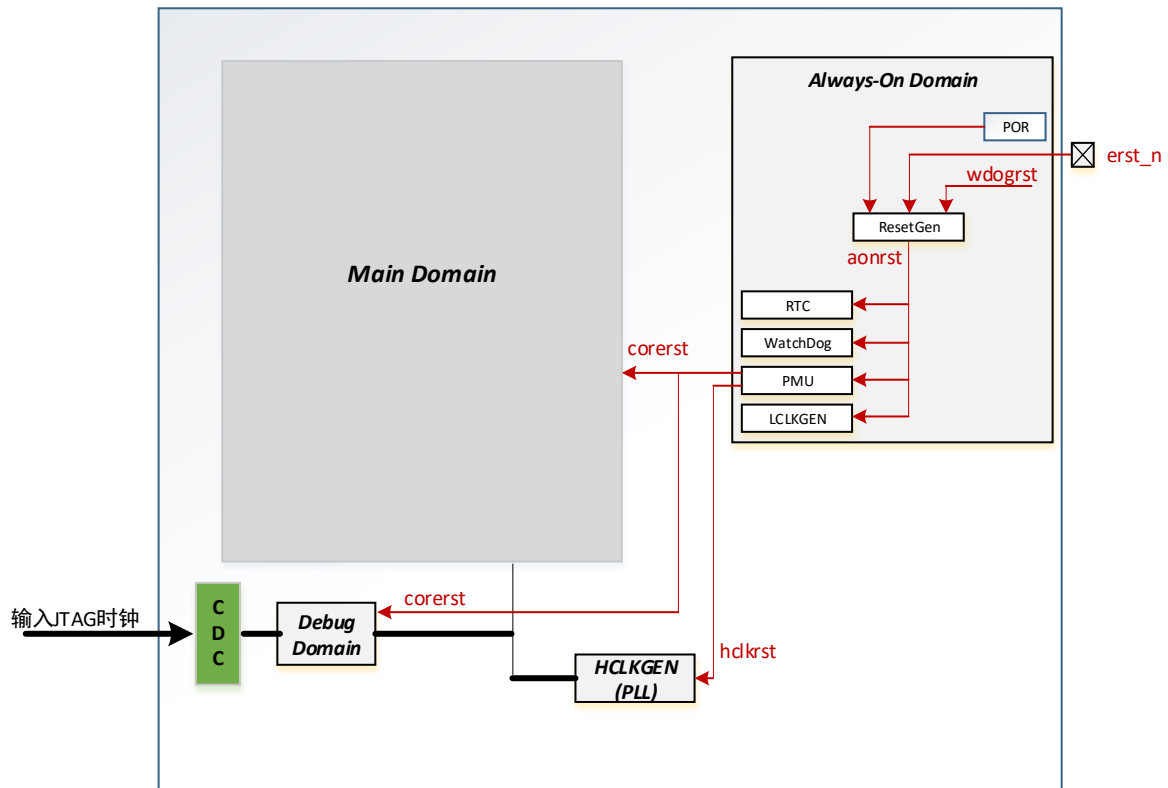 Always-On Domain
POR
erst_n
wdogrst
ResetGen
aonrst
Main Domain
RTC
WatchDog
corerst
PMU
LCLKGEN
输入JTAG时钟
C
D
C
Debug
Domain
corerst
hclkrst
HCLKGEN
(PLL)